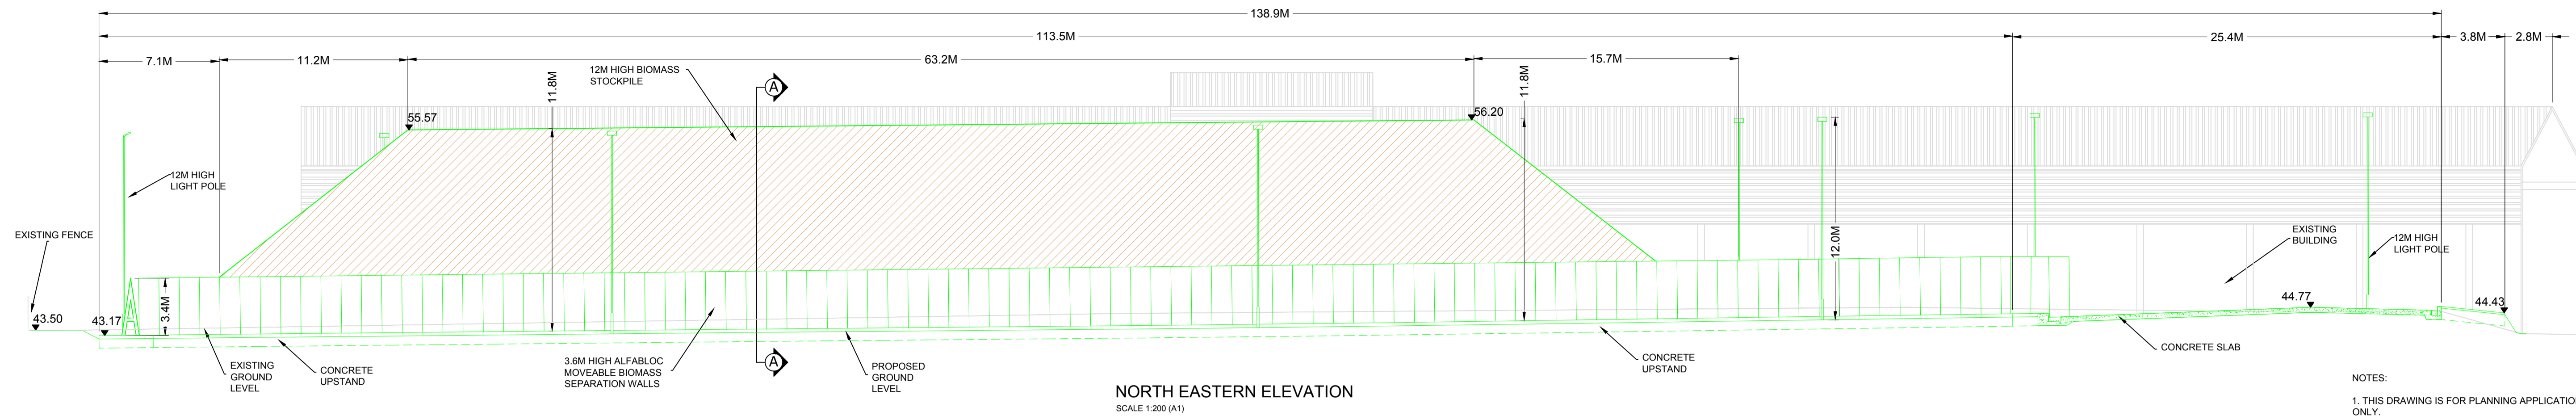 138.9M
113.5M
25.4M
3.8M
2.8M
7.1M
11.2M
63.2M
15.7M
12M HIGH BIOMASS
STOCKPILE
11.8M
A
11.8M
55.57
56.20
12M HIGH
LIGHT POLE
EXISTING FENCE
12.0M
EXISTING
BUILDING
12M HIGH
LIGHT POLE
3.4M
43.50
43.17
44.77
44.43
EXISTING
GROUND
LEVEL
CONCRETE
UPSTAND
3.6M HIGH ALFABLOC
MOVEABLE BIOMASS
SEPARATION WALLS
A
PROPOSED
GROUND
LEVEL
CONCRETE
UPSTAND
CONCRETE SLAB
NORTH EASTERN ELEVATION
SCALE 1:200 (A1)
NOTES:
1. THIS DRAWING IS FOR PLANNING APPLICATION
ONLY.